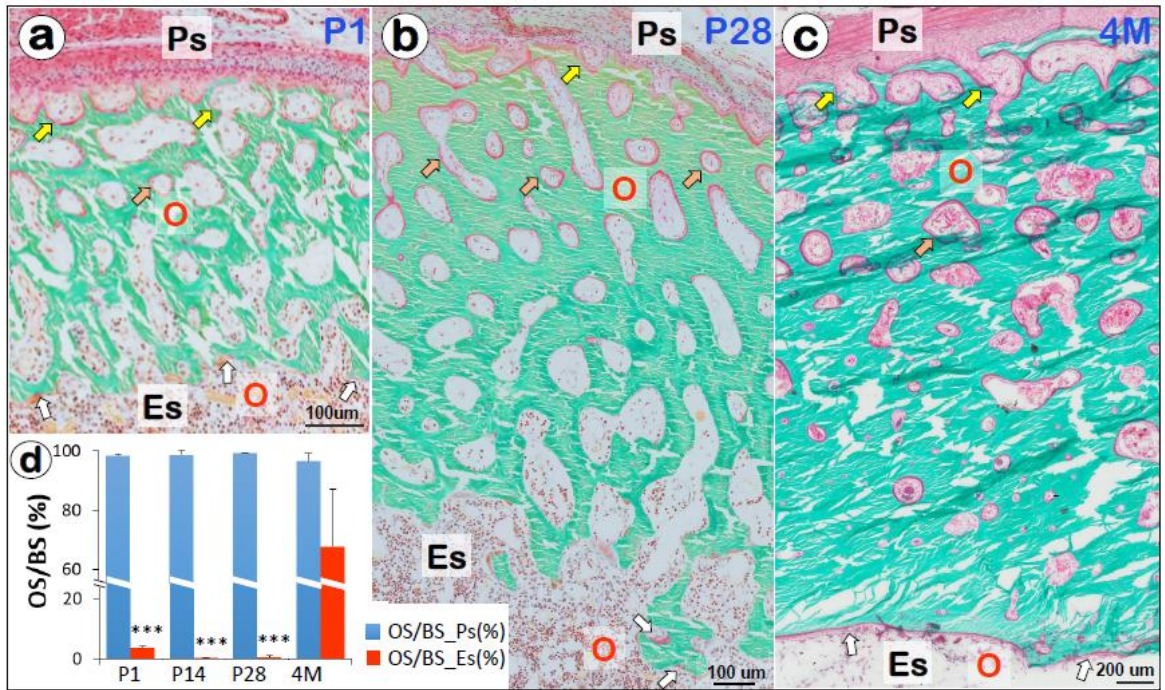 a
Ps
P1
O
Es
O
100um
b
Ps
P28
O
Es
O
100 um
c
Ps
4M
O
Es
O
200 um
d
OS/BS (%)
100
80
60
20
0
***
***
***
P1
P14
P28
4M
OS/BS_Ps(%)
OS/BS_Es(%)